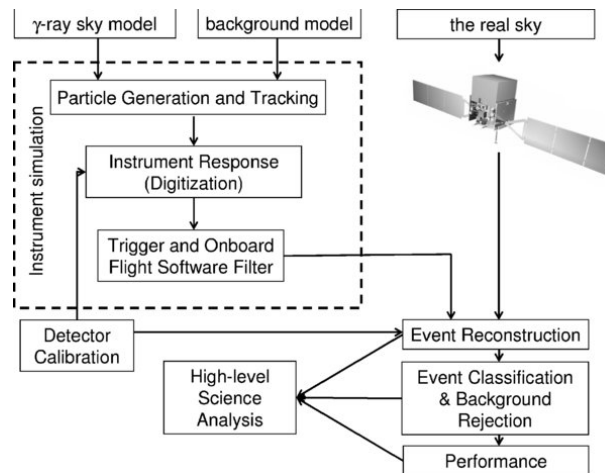 γ-ray sky model
background model
the real sky
Instrument simulation
Particle Generation and Tracking
Instrument Response
(Digitization)
Trigger and Onboard
Flight Software Filter
Detector
Calibration
Event Reconstruction
High-level
Science
Analysis
Event Classification
& Background
Rejection
Performance